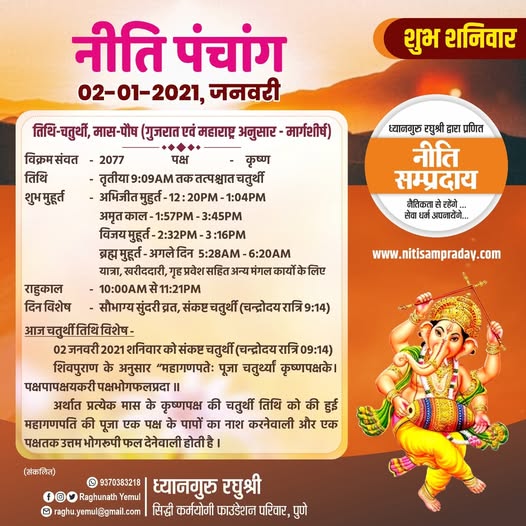 नीति पंचांग
शुभ शनिवार
02-01-2021, जनवरी
तिथि-चतुर्थी, मास-पौष (गुजरात एवं महाराष्ट्र अनुसार - मार्गशीर्ष)
विक्रम संवत - 2077 पक्ष - कृष्ण
तिथि - तृतीया 9:09AM तक तत्पश्चात चतुर्थी
शुभ मुहूर्त - अभिजीत मुहुर्त - 12 : 20PM - 1:04PM
अमृत काल - 1:57PM - 3:45PM
विजय मुहूर्त - 2:32PM - 3:16PM
ब्रह्म मुहूर्त - अगले दिन 5:28AM - 6:20AM
यात्रा, खरीददारी, गृह प्रवेश सहित अन्य मंगल कार्यो के लिए
राहुकाल - 10:00AM से 11:21PM
दिन विशेष - सौभाग्य सुंदरी व्रत, संकष्ट चतुर्थी (चन्द्रोदय रात्रि 9:14)
आज चतुर्थी तिथि विशेष -
02 जनवरी 2021 शनिवार को संकष्ट चतुर्थी (चन्द्रोदय रात्रि 09:14)
शिवपुराण के अनुसार “महागणपतेः पूजा चतुर्थ्यां कृष्णपक्षके।
पक्षपापक्षयकरी पक्षभोगफलप्रदा ॥
अर्थात प्रत्येक मास के कृष्णपक्ष की चतुर्थी तिथि को की हुई
महागणपति की पूजा एक पक्ष के पापों का नाश करनेवाली और एक
पक्षतक उत्तम भोगरूपी फल देनेवाली होती है ।
ध्यानगुरु रघुश्री द्वारा प्रणित
नीति
सम्प्रदाय
नैतिकता से रहेंगे ...
सेवा धर्म अपनायेंगे...
www.nitisampraday.com
(संकलित)
9370383218
Raghunath Yemul
raghu.yemul@gmail.com
ध्यानगुरु रघुश्री
सिद्धी कर्मयोगी फाउंडेशन परिवार, पुणे